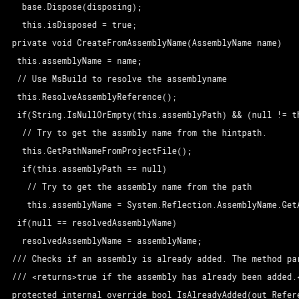 base.Dispose(disposing);
this.isDisposed = true;
private void CreateFromAssemblyName(AssemblyName name)
this.assemblyName = name;
// Use MsBuild to resolve the assemblyname
this.ResolveAssemblyReference();
if(String.IsNullOrEmpty(this.assemblyPath) && (null !=
// Try to get the assmbly name from the hintpath.
this.GetPathNameFromProjectFile();
if(this.assemblyPath == null)
// Try to get the assembly name from the path
this.assemblyName = System.Reflection.AssemblyName.
if(null == resolvedAssemblyName)
resolvedAssemblyName = assemblyName;
/// Checks if an assembly is already added. The method
/// <returns>true if the assembly has already been added.
protected internal override bool IsAlreadyAdded(out